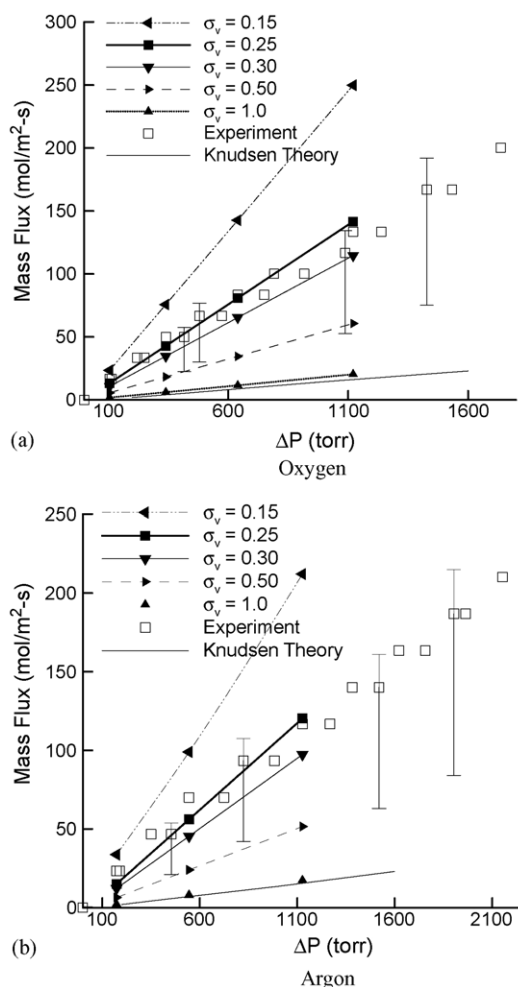 300
250
200
150
100
50
0
Mass Flux (mol/m²-s)
σᵥ = 0.15
σᵥ = 0.25
σᵥ = 0.30
σᵥ = 0.50
σᵥ = 1.0
Experiment
Knudsen Theory
100 600 1100 1600
ΔP (torr)
(a)
Oxygen
250
200
150
100
50
0
Mass Flux (mol/m²-s)
σᵥ = 0.15
σᵥ = 0.25
σᵥ = 0.30
σᵥ = 0.50
σᵥ = 1.0
Experiment
Knudsen Theory
100 600 1100 1600 2100
ΔP (torr)
(b)
Argon